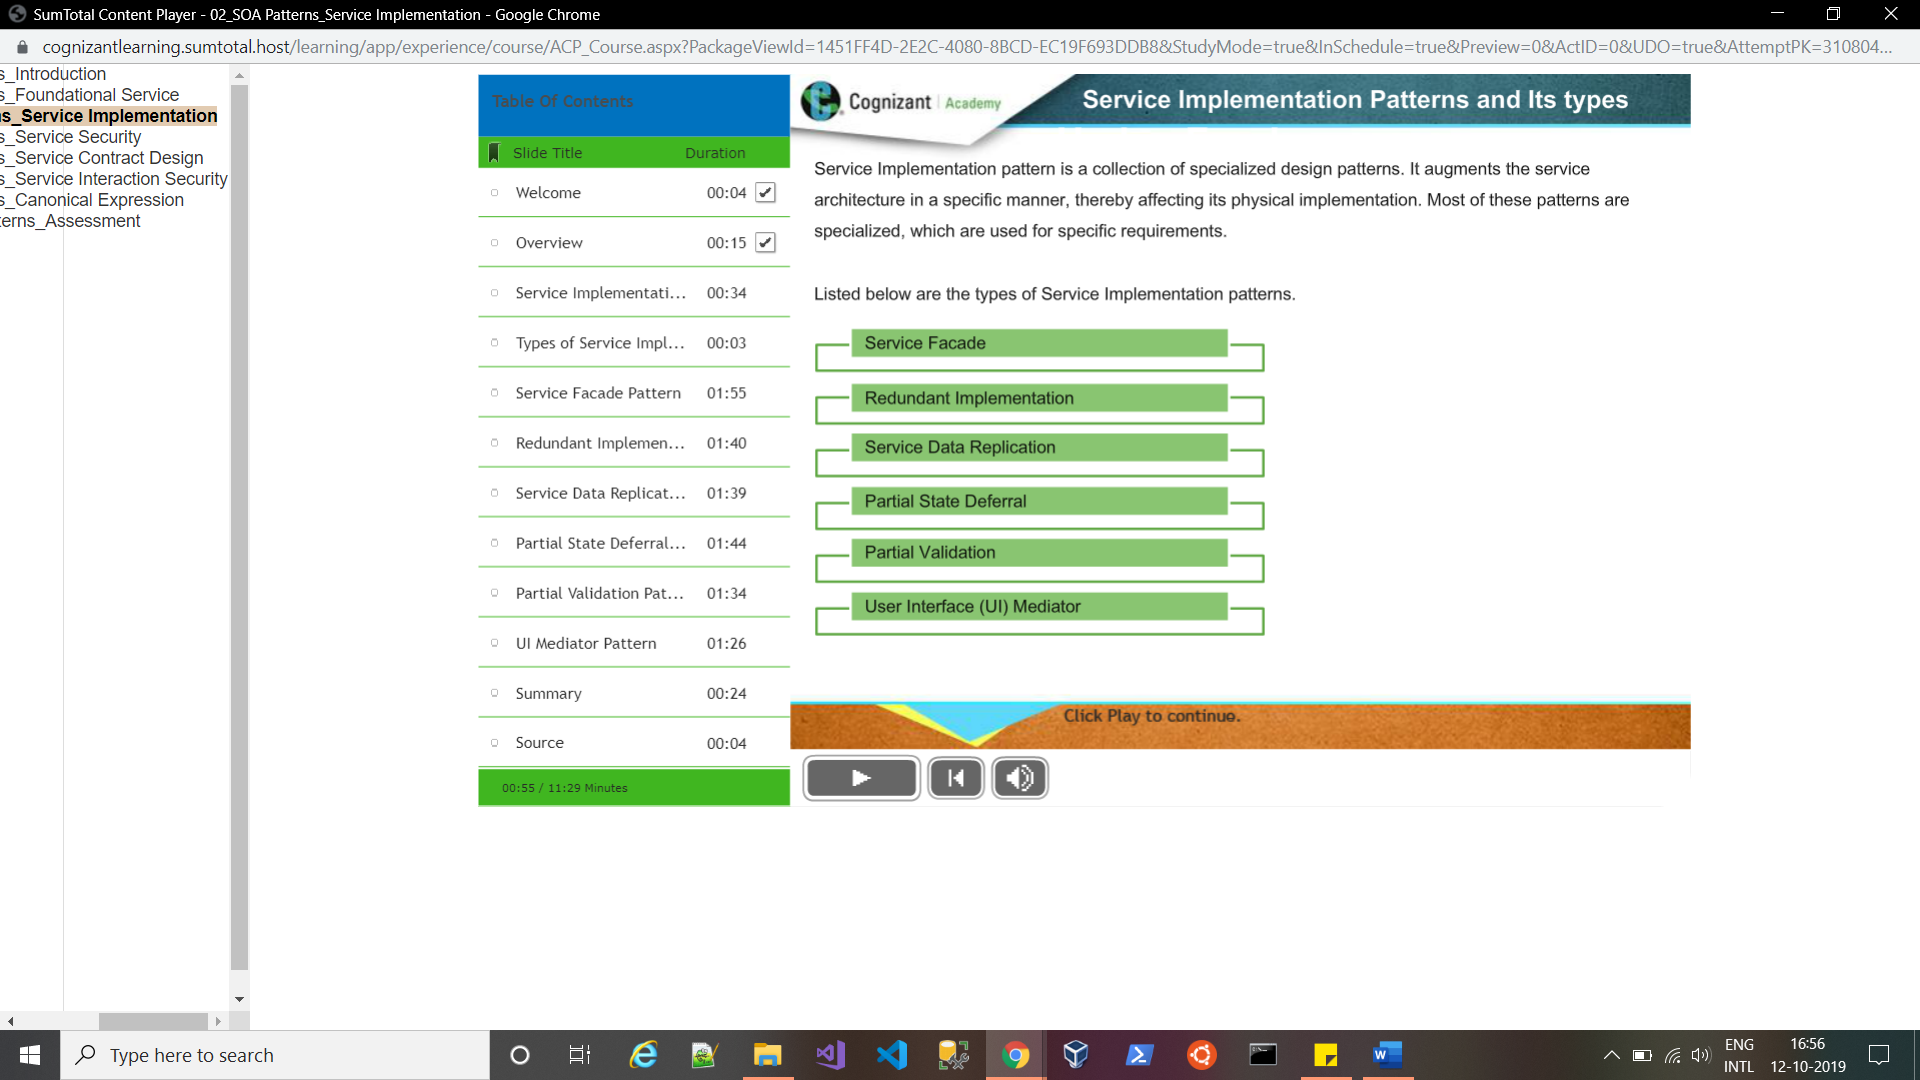 SumTotal Content Player - 02_SOA Patterns_Service Implementation - Google Chrome
cognizantlearning.sumtotal.host/learning/app/experience/course/ACP_Course.aspx?PackageViewId=1451FF4D-2E2C-4080-8BCD-EC19F693DDB8&StudyMode=true&InSchedule=true&Preview=0&ActID=0&UDO=true&AttemptPK=310804...
s_Introduction
s_Foundational Service
ns_Service Implementation
s_Service Security
s_Service Contract Design
s_Service Interaction Security
s_Canonical Expression
terns_Assessment
Table Of Contents
Slide Title Duration
Welcome 00:04
Overview 00:15
Service Implementati... 00:34
Types of Service Impl... 00:03
Service Facade Pattern 01:55
Redundant Implemen... 01:40
Service Data Replicat... 01:39
Partial State Deferral... 01:44
Partial Validation Pat... 01:34
UI Mediator Pattern 01:26
Summary 00:24
Source 00:04
00:55 / 11:29 Minutes
Cognizant | Academy
Service Implementation Patterns and Its types
Service Implementation pattern is a collection of specialized design patterns. It augments the service
architecture in a specific manner, thereby affecting its physical implementation. Most of these patterns are
specialized, which are used for specific requirements.
Listed below are the types of Service Implementation patterns.
Service Facade
Redundant Implementation
Service Data Replication
Partial State Deferral
Partial Validation
User Interface (UI) Mediator
Click Play to continue.
Type here to search
ENG
INTL
16:56
12-10-2019